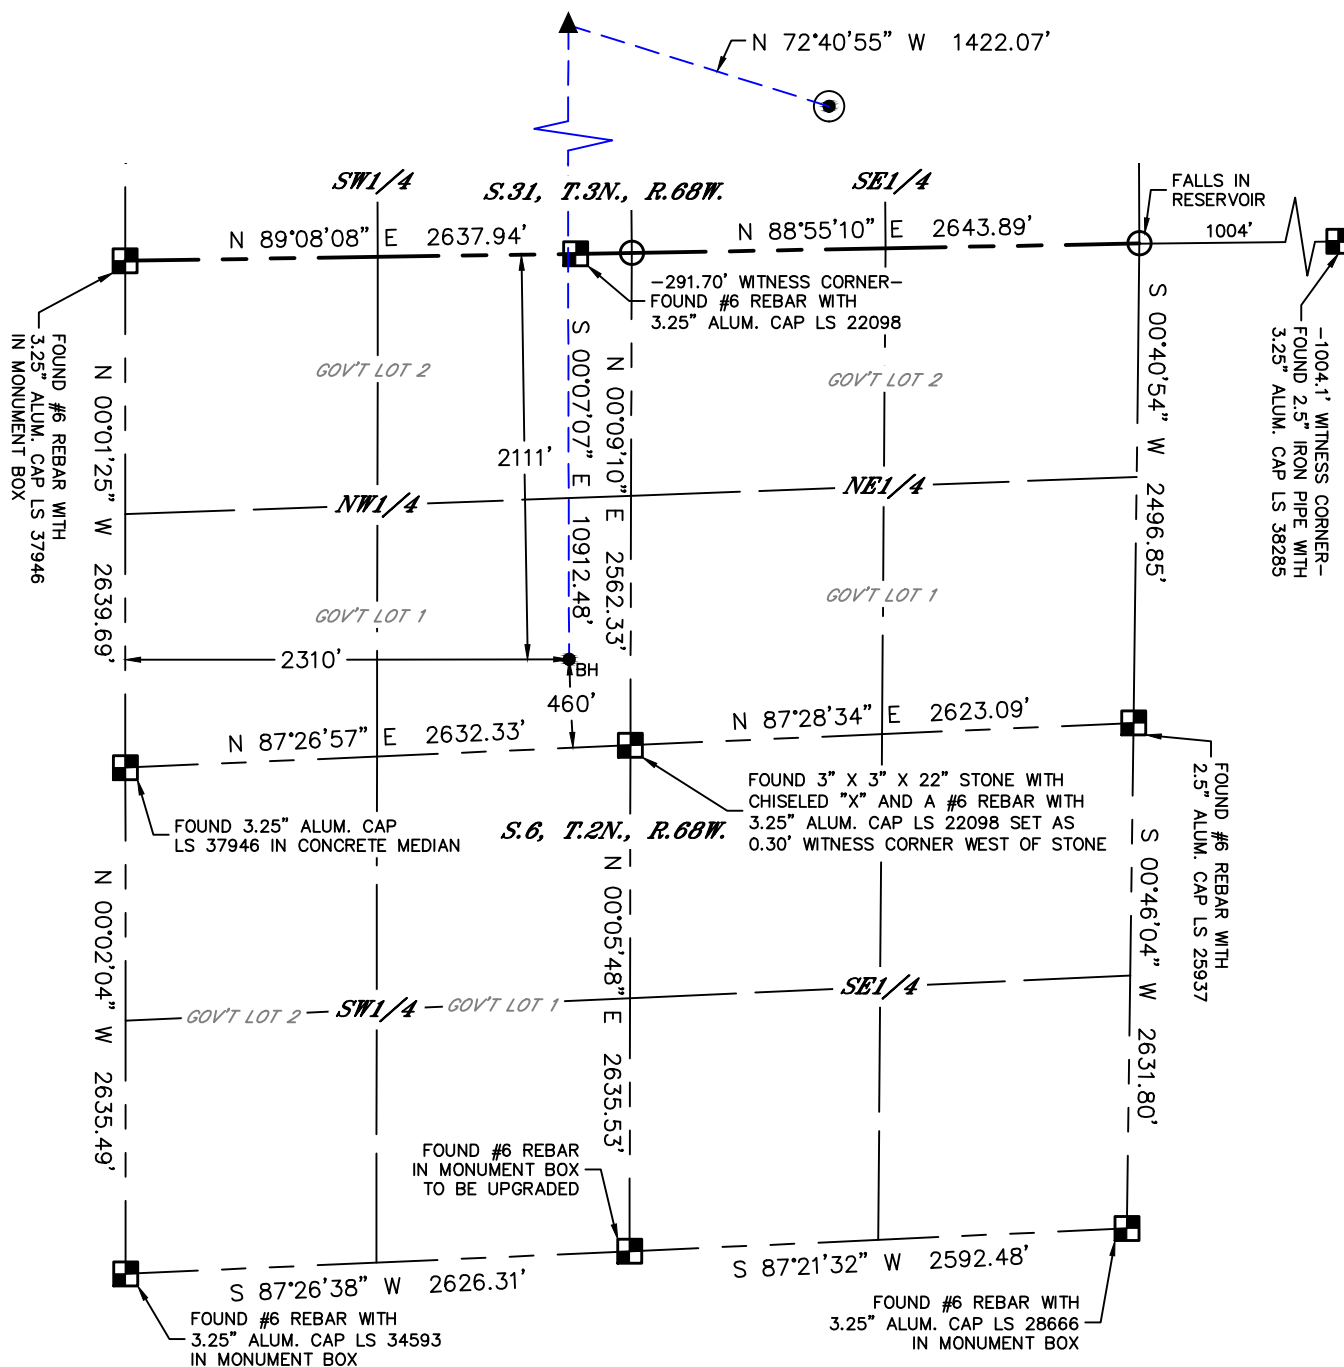 N 72°40'55" W 1422.07'
SW1/4
S.31, T.3N., R.68W.
SE1/4
FALLS IN
RESERVOIR
N 89°08'08" E 2637.94'
N 88°55'10" E 2643.89'
1004'
-291.70' WITNESS CORNER-
FOUND #6 REBAR WITH
3.25" ALUM. CAP LS 22098
-1004.1' WITNESS CORNER-
FOUND 2.5" IRON PIPE WITH
3.25" ALUM. CAP LS 38285
FOUND #6 REBAR WITH
3.25" ALUM. CAP LS 37946
IN MONUMENT BOX
N 00°01'25" W 2639.69'
S 00°07'07" E 10912.48'
N 00°09'10" E 2562.33'
S 00°40'54" W 2496.85'
GOV'T LOT 2
GOV'T LOT 2
2111'
NW1/4
NE1/4
GOV'T LOT 1
GOV'T LOT 1
2310'
BH
460'
N 87°26'57" E 2632.33'
N 87°28'34" E 2623.09'
FOUND 3" X 3" X 22" STONE WITH
CHISELED "X" AND A #6 REBAR WITH
3.25" ALUM. CAP LS 22098 SET AS
0.30' WITNESS CORNER WEST OF STONE
FOUND #6 REBAR WITH
2.5" ALUM. CAP LS 25937
FOUND 3.25" ALUM. CAP
LS 37946 IN CONCRETE MEDIAN
S.6, T.2N., R.68W.
N 00°02'04" W 2635.49'
N 00°05'48" E 2635.53'
S 00°46'04" W 2631.80'
GOV'T LOT 2
SW1/4
GOV'T LOT 1
SE1/4
FOUND #6 REBAR
IN MONUMENT BOX
TO BE UPGRADED
S 87°26'38" W 2626.31'
S 87°21'32" W 2592.48'
FOUND #6 REBAR WITH
3.25" ALUM. CAP LS 34593
IN MONUMENT BOX
FOUND #6 REBAR WITH
3.25" ALUM. CAP LS 28666
IN MONUMENT BOX